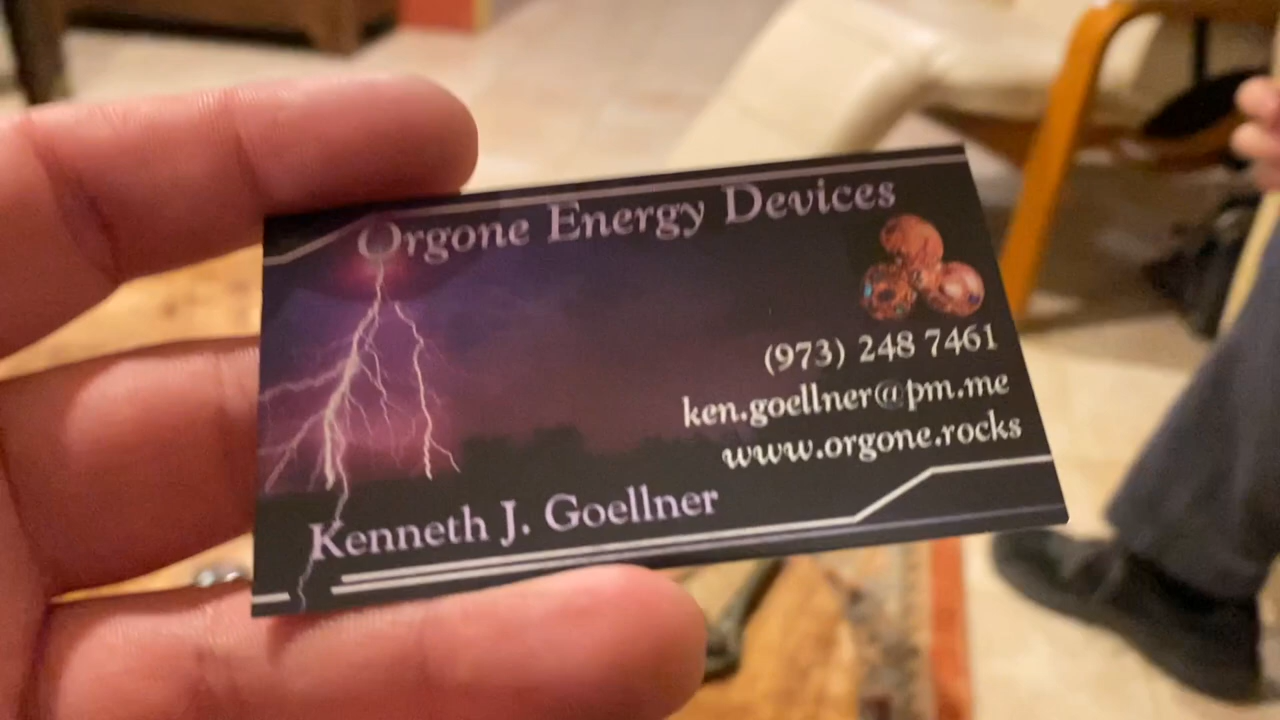 Orgone Energy Devices
(973) 248 7461
ken.goellner@pm.me
www.orgone.rocks
Kenneth J. Goellner